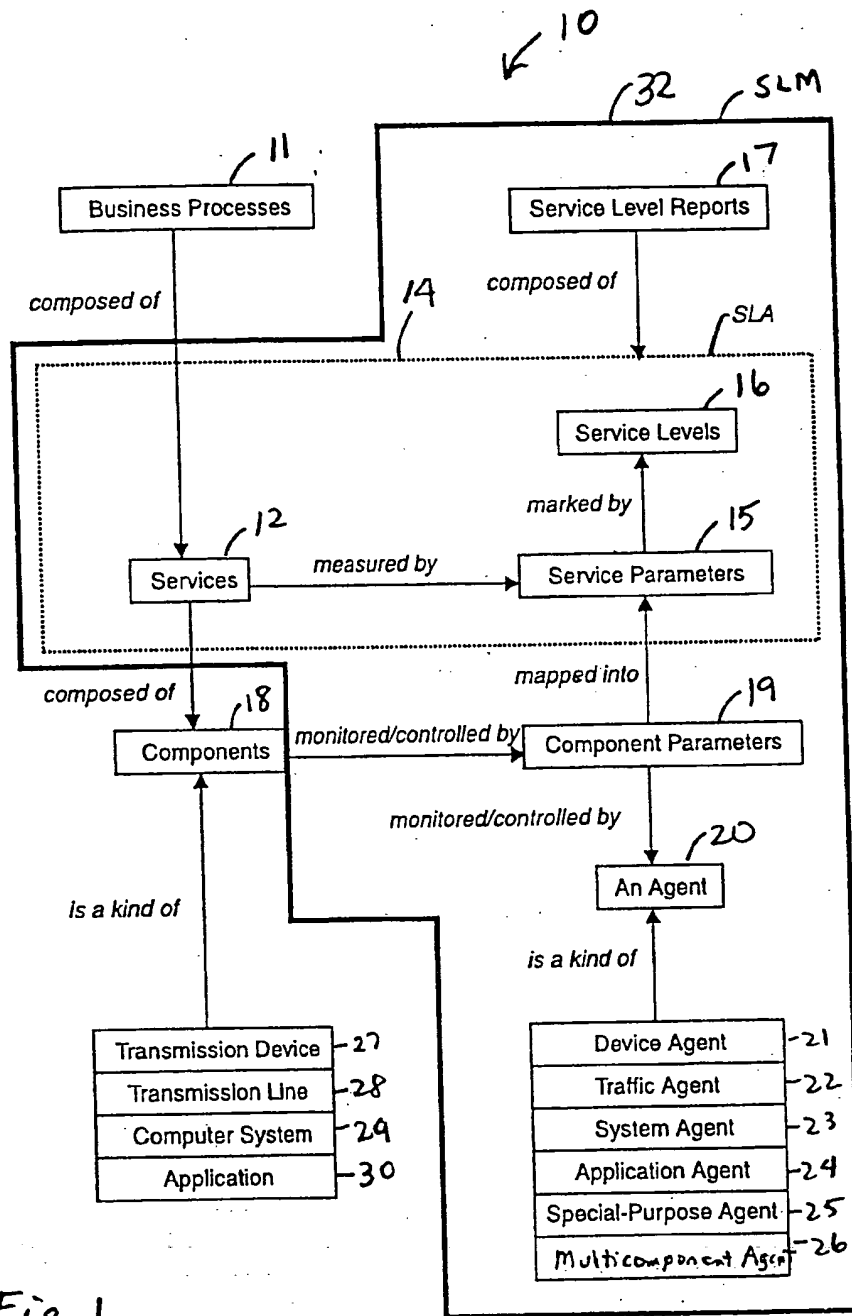 10
32 SLM
11
17
Business Processes
Service Level Reports
composed of
composed of
14
SLA
16
Service Levels
marked by
12
15
Services
measured by
Service Parameters
composed of
mapped into
18
19
Components
monitored/controlled by
Component Parameters
monitored/controlled by
20
An Agent
is a kind of
is a kind of
Transmission Device 27
Transmission Line 28
Computer System 29
Application 30
Device Agent 21
Traffic Agent 22
System Agent 23
Application Agent 24
Special-Purpose Agent 25
Multicomponent Agent 26
Fig. 1